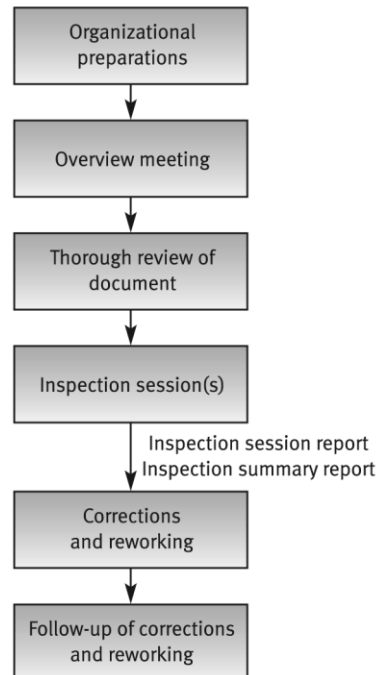 Organizational
preparations
Overview meeting
Thorough review of
document
Inspection session(s)
Inspection session report
Inspection summary report
Corrections
and reworking
Follow-up of corrections
and reworking